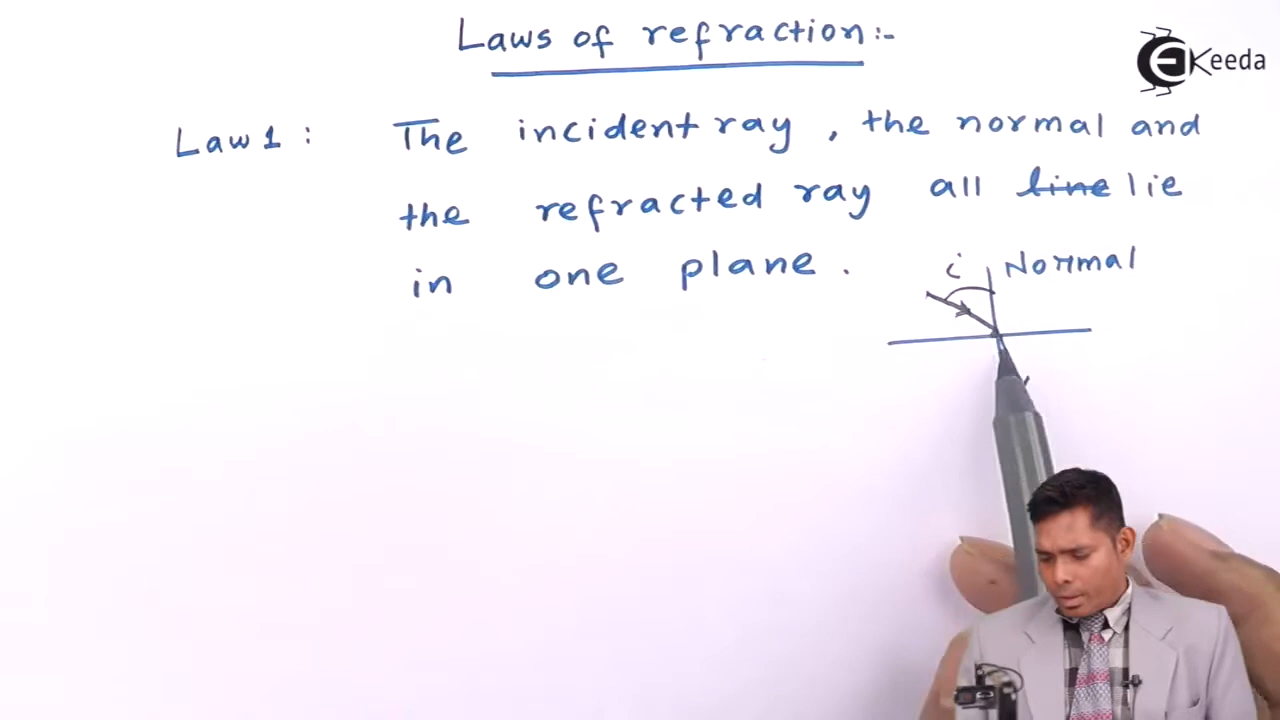 Laws of refraction:-
EKeeda
Law 1 : The incident ray , the normal and
the refracted ray all line lie
in one plane .
i Normal